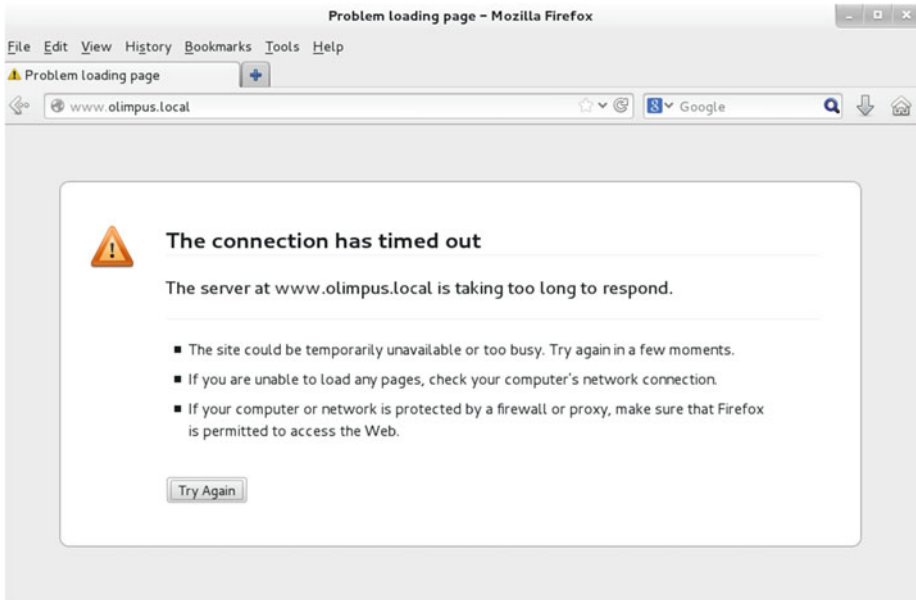 Problem loading page – Mozilla Firefox
File Edit View History Bookmarks Tools Help
Problem loading page
www.olimpus.local
Google
The connection has timed out
The server at www.olimpus.local is taking too long to respond.
The site could be temporarily unavailable or too busy. Try again in a few moments.
If you are unable to load any pages, check your computer's network connection.
If your computer or network is protected by a firewall or proxy, make sure that Firefox
is permitted to access the Web.
Try Again